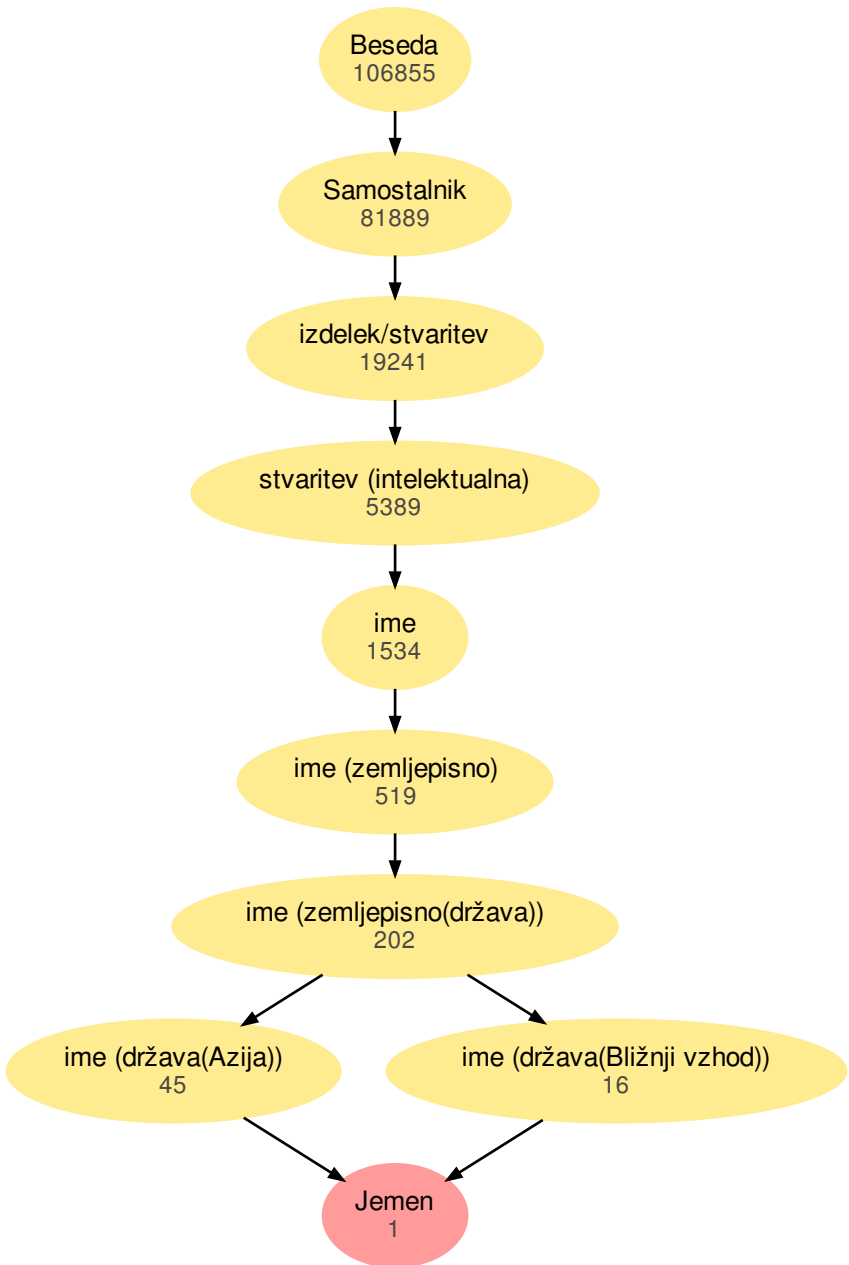 Beseda
106855
Samostalnik
81889
izdelek/stvaritev
19241
stvaritev (intelektualna)
5389
ime
1534
ime (zemljepisno)
519
ime (zemljepisno(država))
202
ime (država(Azija))
45
ime (država(Bližnji vzhod))
16
Jemen
1